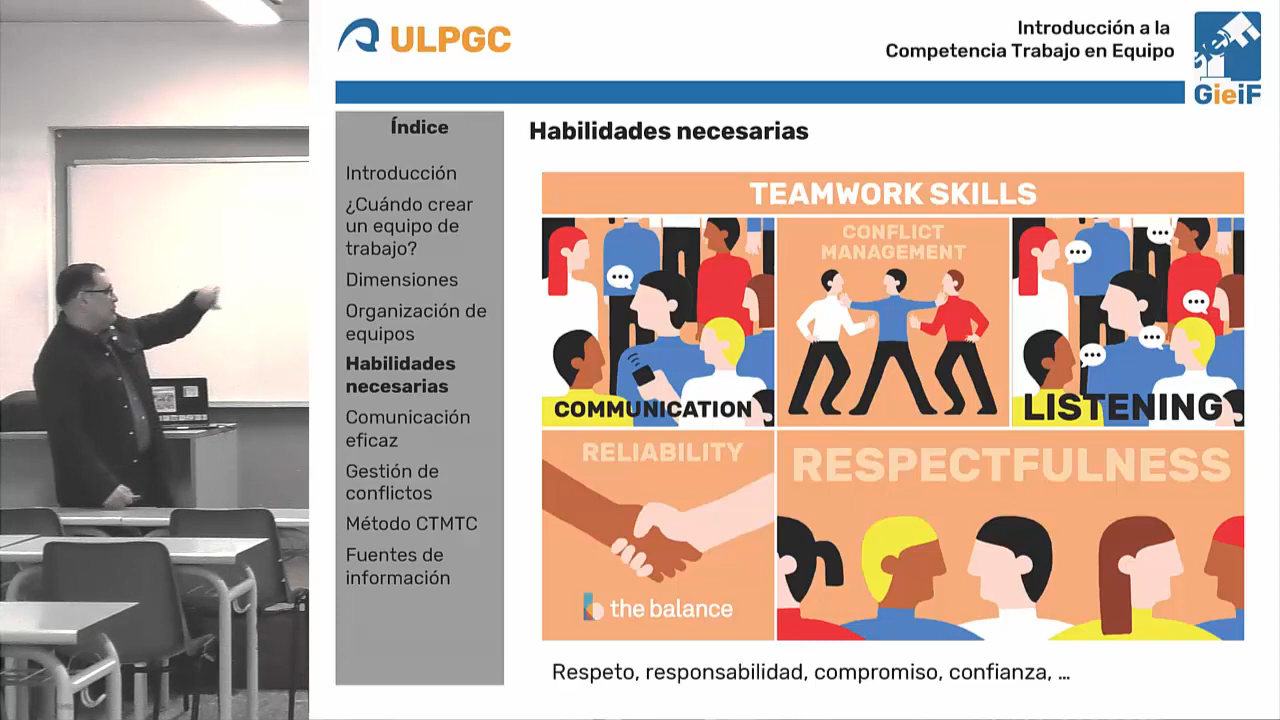 ULPGC
Introducción a la
Competencia Trabajo en Equipo
GieiF
Índice
Introducción
¿Cuándo crear
un equipo de
trabajo?
Dimensiones
Organización de
equipos
Habilidades
necesarias
Comunicación
eficaz
Gestión de
conflictos
Método CTMTC
Fuentes de
información
Habilidades necesarias
TEAMWORK SKILLS
COMMUNICATION
CONFLICT
MANAGEMENT
LISTENING
RELIABILITY
the balance
RESPECTFULNESS
Respeto, responsabilidad, compromiso, confianza, ...